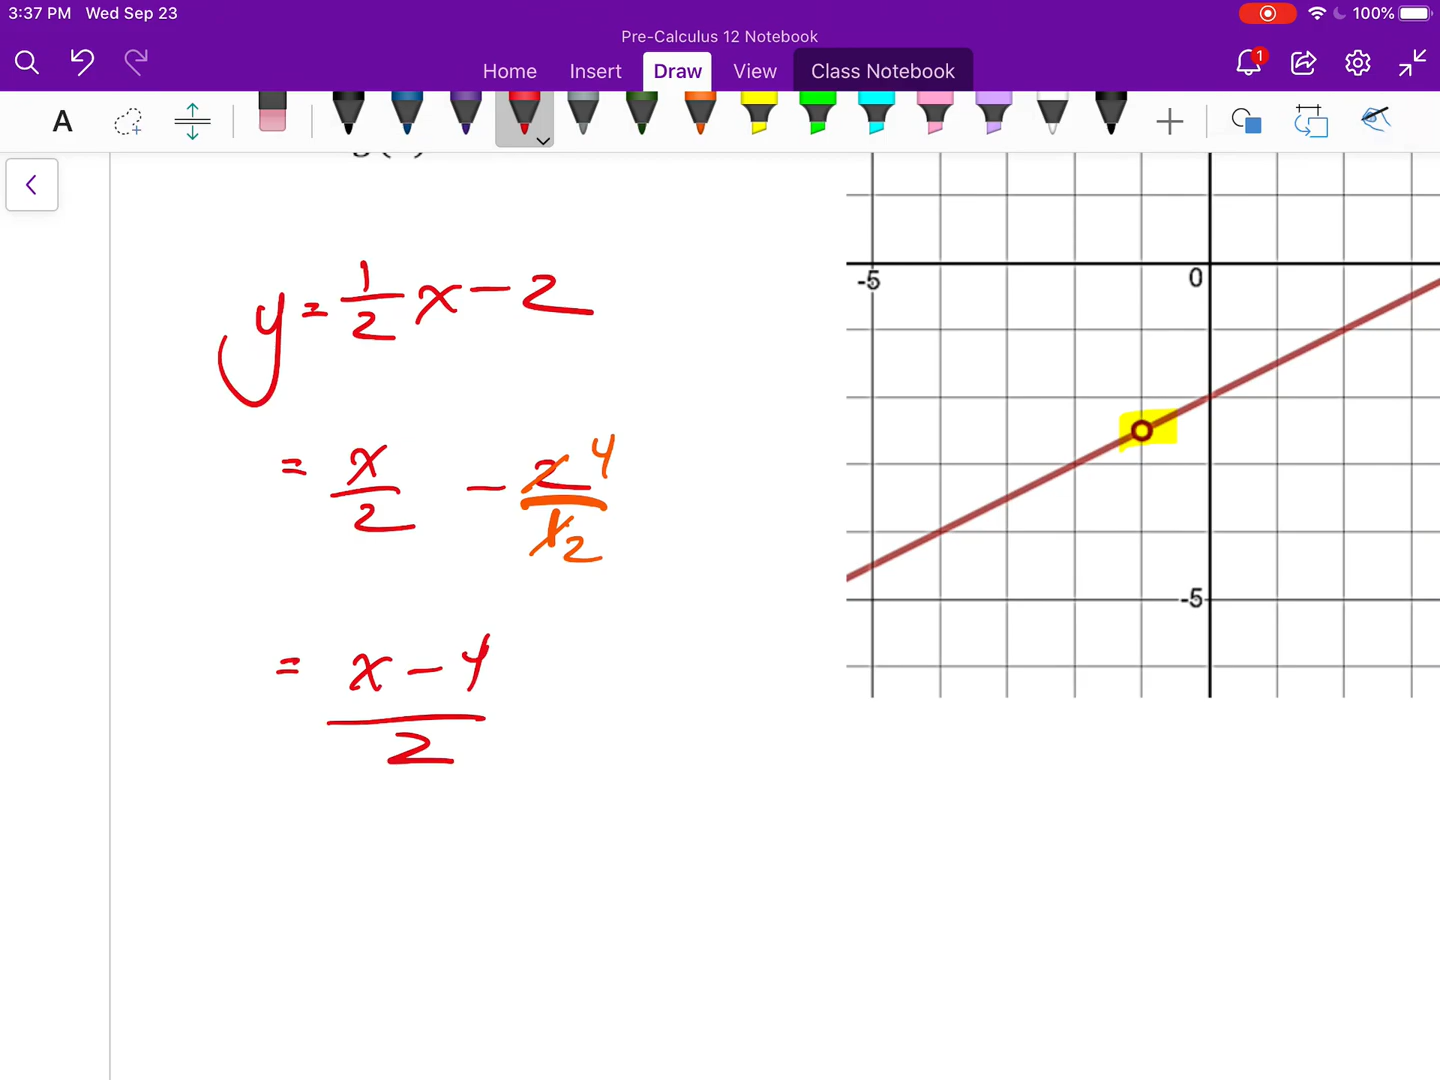 3:37 PM Wed Sep 23
100%
Pre-Calculus 12 Notebook
1
Home Insert Draw View Class Notebook
A
y = 1/2 x - 2
= x/2 - 2 4 / 1 2
= x - 4 / 2
-5 0
-5